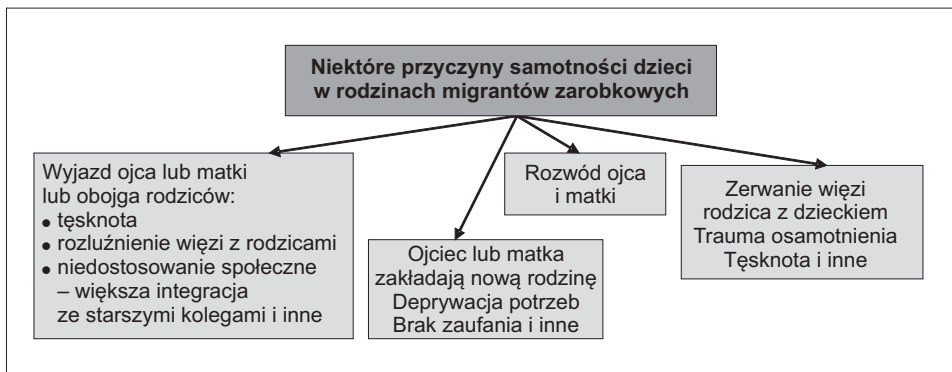 Niektóre przyczyny samotności dzieci
w rodzinach migrantów zarobkowych
Wyjazd ojca lub matki
lub obojga rodziców:
• tęsknota
• rozluźnienie więzi z rodzicami
• niedostosowanie społeczne
– większa integracja
ze starszymi kolegami i inne
Ojciec lub matka
zakładają nową rodzinę
Deprywacja potrzeb
Brak zaufania i inne
Rozwód ojca
i matki
Zerwanie więzi
rodzica z dzieckiem
Trauma osamotnienia
Tęsknota i inne